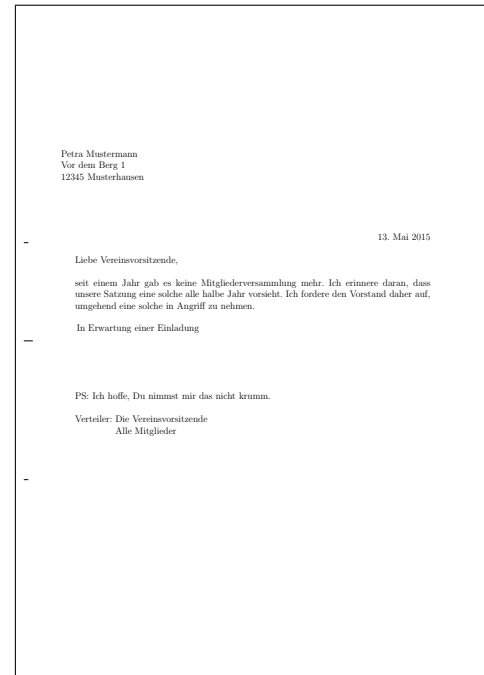 Petra Mustermann
Vor dem Berg 1
12345 Musterhausen
13. Mai 2015
Liebe Vereinsvorsitzende,
seit einem Jahr gab es keine Mitgliederversammlung mehr. Ich erinnere daran, dass
unsere Satzung eine solche alle halbe Jahr vorsieht. Ich fordere den Vorstand daher auf,
umgehend eine solche in Angriff zu nehmen.
In Erwartung einer Einladung
PS: Ich hoffe, Du nimmst mir das nicht krumm.
Verteiler: Die Vereinsvorsitzende
Alle Mitglieder